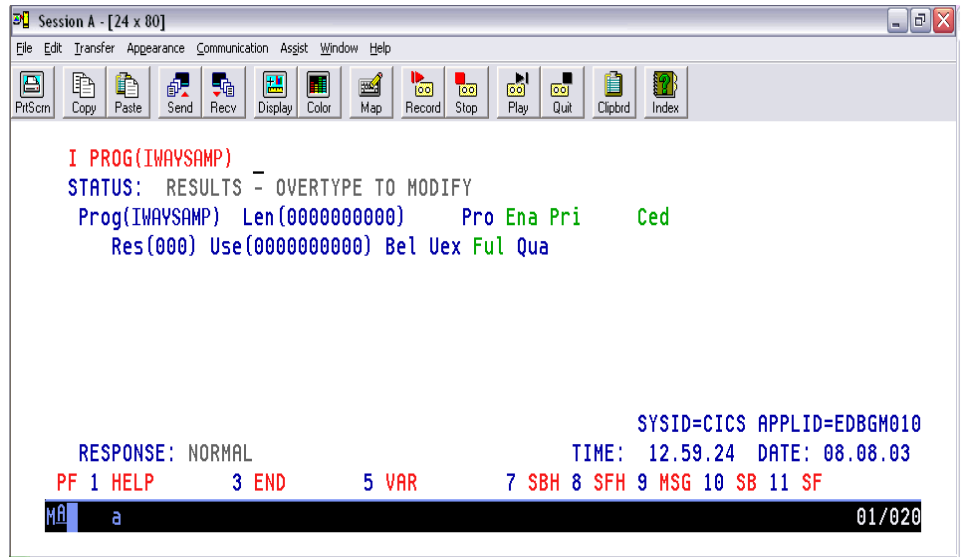 Session A - [24 x 80]
File Edit Transfer Appearance Communication Assist Window Help
PrtScrn Copy Paste Send Recv Display Color Map Record Stop Play Quit Clipbrd Index
I PROG(IWAYSAMP)
STATUS: RESULTS - OVERTYPE TO MODIFY
Prog(IWAYSAMP) Len(0000000000) Pro Ena Pri Ced
Res(000) Use(0000000000) Bel Uex Ful Qua
SYSID=CICS APPLID=EDBGM010
RESPONSE: NORMAL TIME: 12.59.24 DATE: 08.08.03
PF 1 HELP 3 END 5 VAR 7 SBH 8 SFH 9 MSG 10 SB 11 SF
MA a 01/020